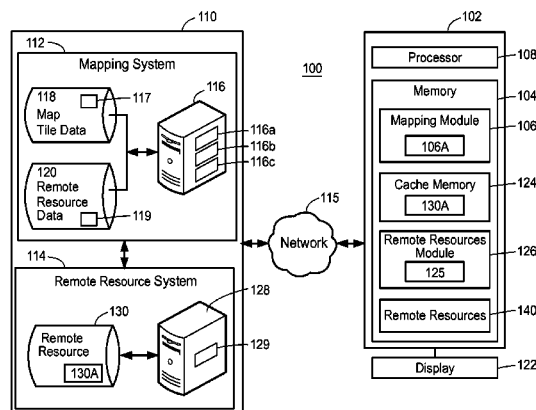 110
112
Mapping System
118
117
Map
Tile Data
116
116a
116b
116c
120
Remote
Resource
Data
119
114
Remote Resource System
130
128
Remote
Resource
130A
129
100
115
Network
102
Processor
108
Memory
104
Mapping Module
106
106A
Cache Memory
124
130A
Remote Resources
Module
126
125
Remote Resources
140
Display
122